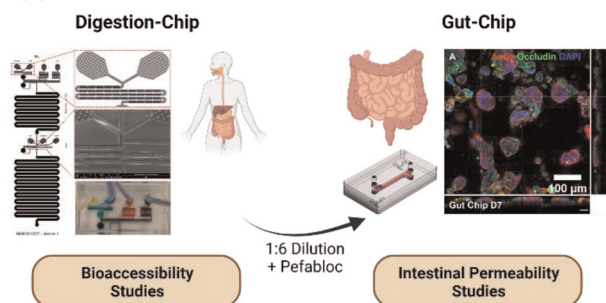 Digestion-Chip
Gut-Chip
A
Actin Occludin DAPI
100 μm
Gut Chip D7
1:6 Dilution
+ Pefabloc
Bioaccessibility
Studies
Intestinal Permeability
Studies